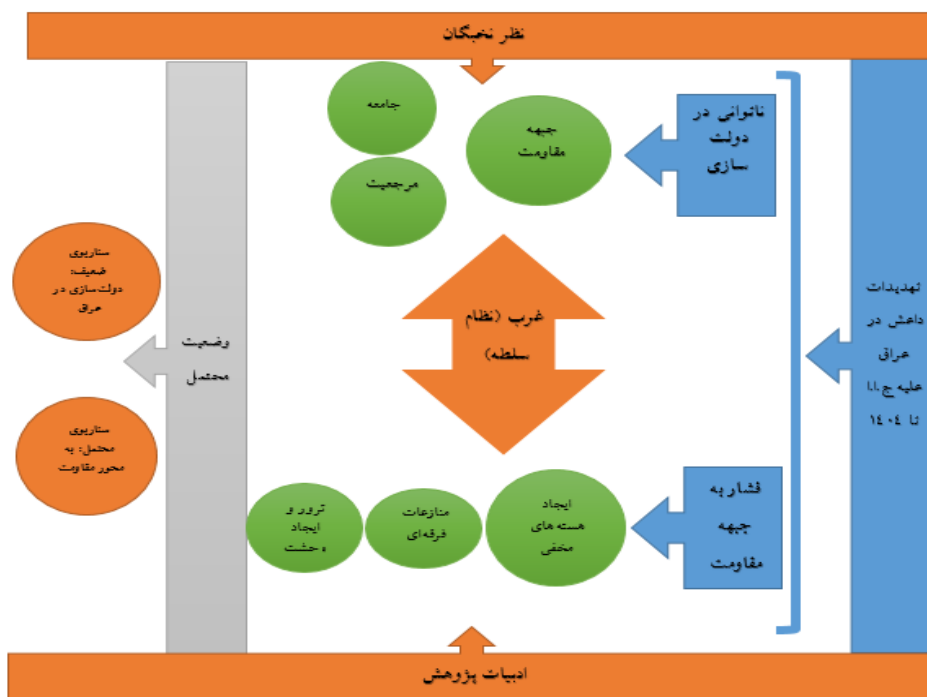 نظر نخبگان
تهدیدات
داعش در
عراق
علیه ج.ا.ا
تا ١٤٠٤
ناتوانی در
دولت
سازی
جبهه
مقاومت
جامعه
مرجعیت
غرب (نظام
سلطه)
فشار به
جبهه
مقاومت
ایجاد
هسته های
مخفی
منازعات
فرقه‌ای
ترور و
ایجاد
وحشت
وضعیت
محتمل
سناریوی
ضعیف:
دولت‌سازی در
عراق
سناریوی
محتمل: به
محور مقاومت
ادبیات پژوهش